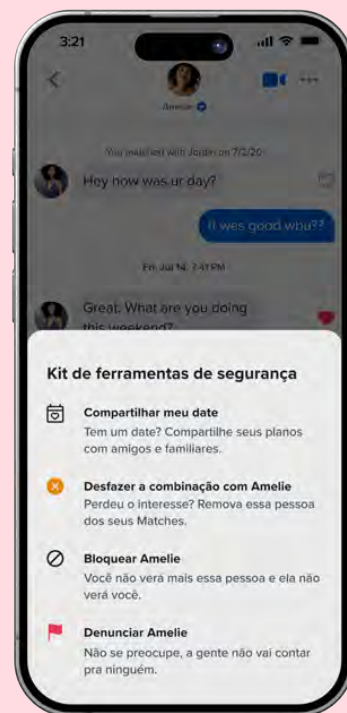 3:21
Amelie
You matched with Jordin on 7/2/20
Hey how was ur day?
It wes good wbu??
Fri, Jul 14, 7:41 PM
Great. What are you doing
this weekend?
Kit de ferramentas de segurança
Compartilhar meu date
Tem um date? Compartilhe seus planos
com amigos e familiares.
Desfazer a combinação com Amelie
Perdeu o interesse? Remova essa pessoa
dos seus Matches.
Bloquear Amelie
Você não verá mais essa pessoa e ela não
verá você.
Denunciar Amelie
Não se preocupe, a gente não vai contar
pra ninguém.